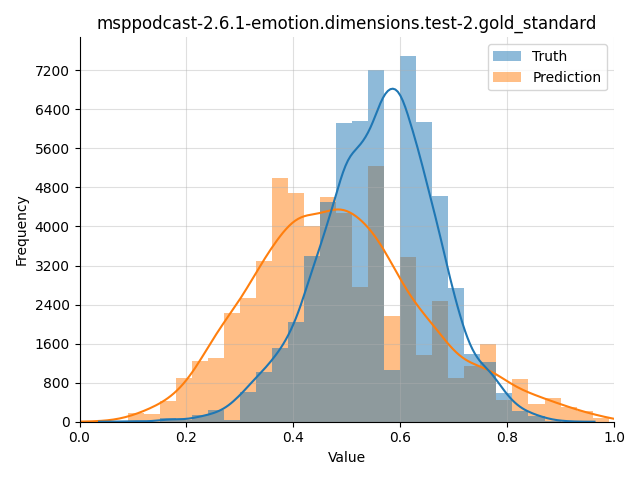 msppodcast-2.6.1-emotion.dimensions.test-2.gold_standard
Truth
Prediction
7200
6400
5600
4800
4000
3200
2400
1600
800
0
Frequency
0.0 0.2 0.4 0.6 0.8 1.0
Value